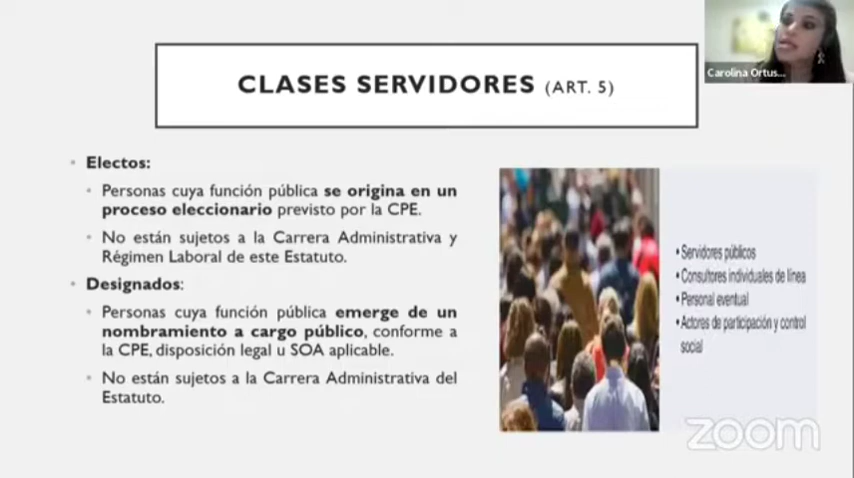 Carolina Ortus...
CLASES SERVIDORES (ART. 5)
• Electos:
• Personas cuya función pública se origina en un
proceso eleccionario previsto por la CPE.
• No están sujetos a la Carrera Administrativa y
Régimen Laboral de este Estatuto.
• Designados:
• Personas cuya función pública emerge de un
nombramiento a cargo público, conforme a
la CPE, disposición legal u SOA aplicable.
• No están sujetos a la Carrera Administrativa del
Estatuto.
• Servidores públicos
• Consultores individuales de línea
• Personal eventual
• Actores de participación y control
social
zoom